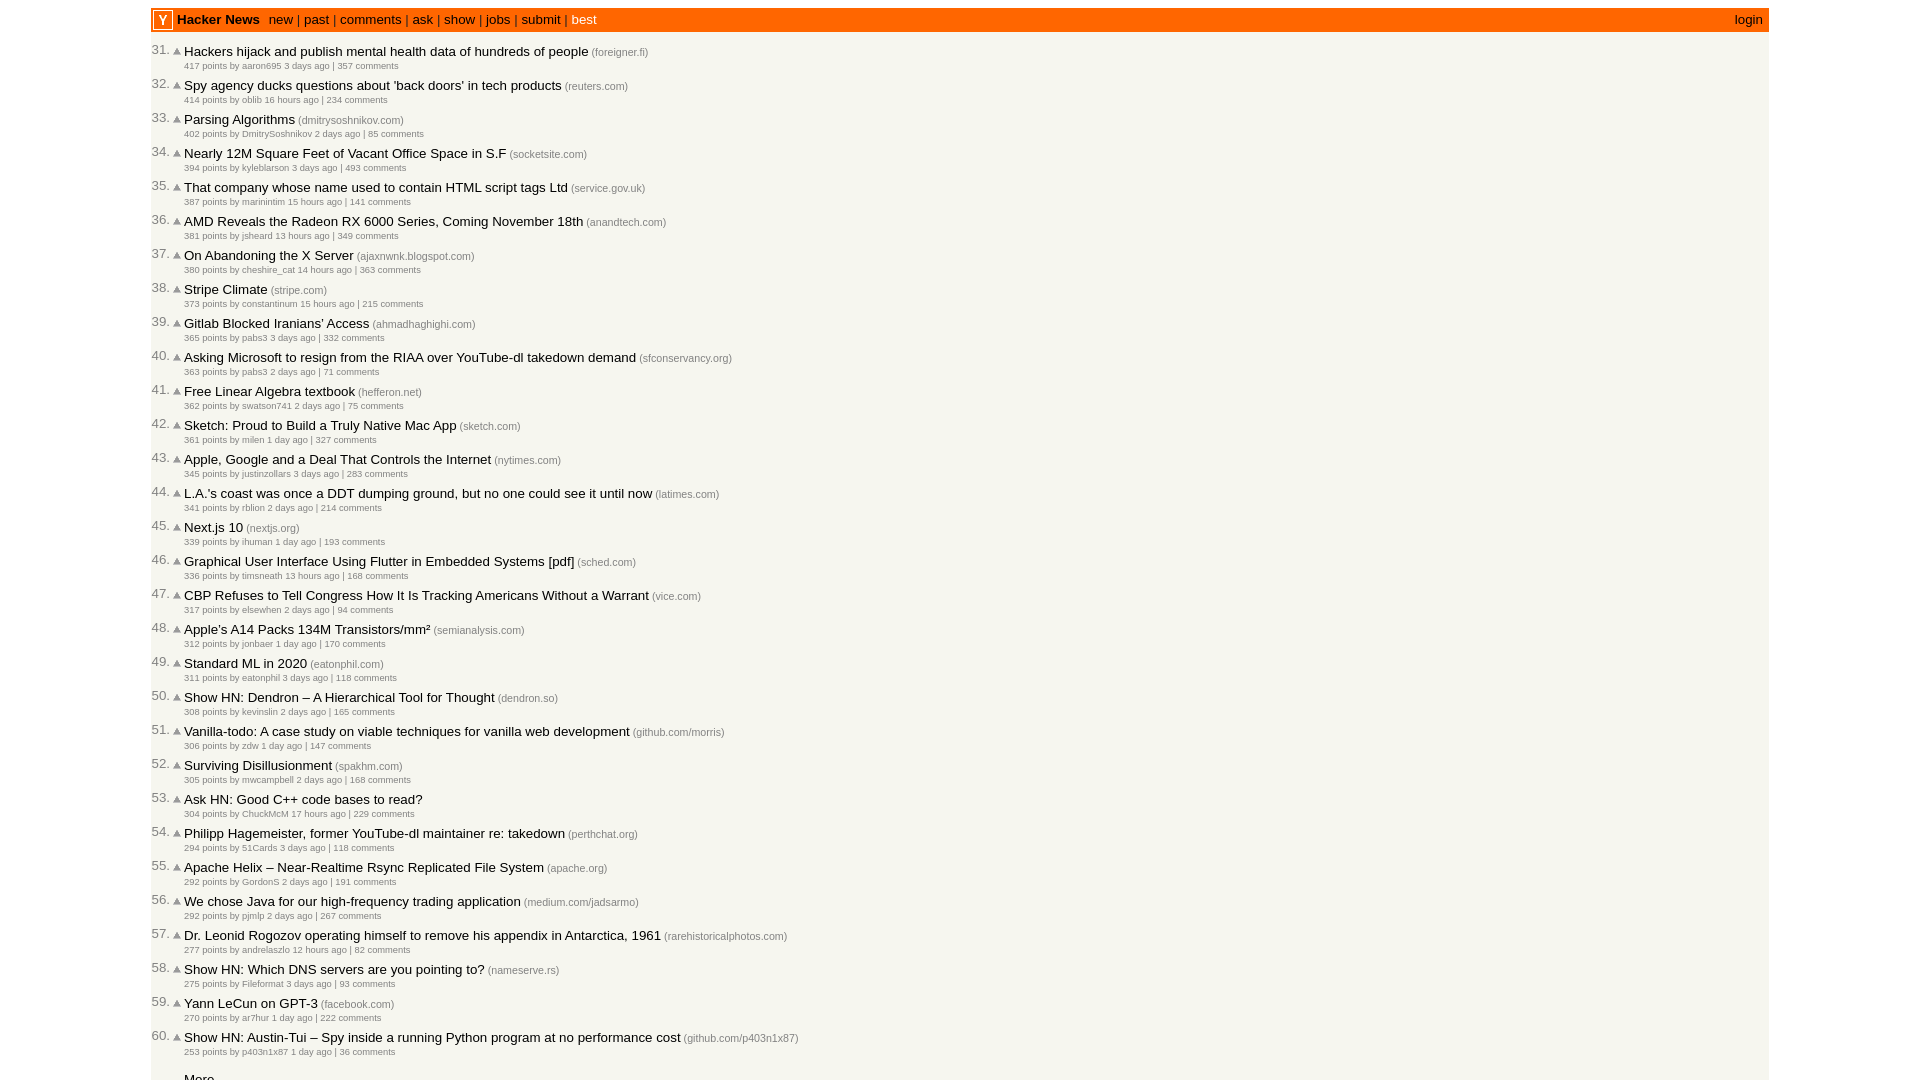 Y Hacker News new | past | comments | ask | show | jobs | submit | best login
31. Hackers hijack and publish mental health data of hundreds of people (foreigner.fi)
417 points by aaron695 3 days ago | 357 comments
32. Spy agency ducks questions about 'back doors' in tech products (reuters.com)
414 points by oblib 16 hours ago | 234 comments
33. Parsing Algorithms (dmitrysoshnikov.com)
402 points by DmitrySoshnikov 2 days ago | 85 comments
34. Nearly 12M Square Feet of Vacant Office Space in S.F (socketsite.com)
394 points by kyleblarson 3 days ago | 493 comments
35. That company whose name used to contain HTML script tags Ltd (service.gov.uk)
387 points by marinintim 15 hours ago | 141 comments
36. AMD Reveals the Radeon RX 6000 Series, Coming November 18th (anandtech.com)
381 points by jsheard 13 hours ago | 349 comments
37. On Abandoning the X Server (ajaxnwnk.blogspot.com)
380 points by cheshire_cat 14 hours ago | 363 comments
38. Stripe Climate (stripe.com)
373 points by constantinum 15 hours ago | 215 comments
39. Gitlab Blocked Iranians' Access (ahmadhaghighi.com)
365 points by pabs3 3 days ago | 332 comments
40. Asking Microsoft to resign from the RIAA over YouTube-dl takedown demand (sfconservancy.org)
363 points by pabs3 2 days ago | 71 comments
41. Free Linear Algebra textbook (hefferon.net)
362 points by swatson741 2 days ago | 75 comments
42. Sketch: Proud to Build a Truly Native Mac App (sketch.com)
361 points by milen 1 day ago | 327 comments
43. Apple, Google and a Deal That Controls the Internet (nytimes.com)
345 points by justinzollars 3 days ago | 283 comments
44. L.A.'s coast was once a DDT dumping ground, but no one could see it until now (latimes.com)
341 points by rblion 2 days ago | 214 comments
45. Next.js 10 (nextjs.org)
339 points by ihuman 1 day ago | 193 comments
46. Graphical User Interface Using Flutter in Embedded Systems [pdf] (sched.com)
336 points by timsneath 13 hours ago | 168 comments
47. CBP Refuses to Tell Congress How It Is Tracking Americans Without a Warrant (vice.com)
317 points by elsewhen 2 days ago | 94 comments
48. Apple's A14 Packs 134M Transistors/mm² (semianalysis.com)
312 points by jonbaer 1 day ago | 170 comments
49. Standard ML in 2020 (eatonphil.com)
311 points by eatonphil 3 days ago | 118 comments
50. Show HN: Dendron – A Hierarchical Tool for Thought (dendron.so)
308 points by kevinslin 2 days ago | 165 comments
51. Vanilla-todo: A case study on viable techniques for vanilla web development (github.com/morris)
306 points by zdw 1 day ago | 147 comments
52. Surviving Disillusionment (spakhm.com)
305 points by mwcampbell 2 days ago | 168 comments
53. Ask HN: Good C++ code bases to read?
304 points by ChuckMcM 17 hours ago | 229 comments
54. Philipp Hagemeister, former YouTube-dl maintainer re: takedown (perthchat.org)
294 points by 51Cards 3 days ago | 118 comments
55. Apache Helix – Near-Realtime Rsync Replicated File System (apache.org)
292 points by GordonS 2 days ago | 191 comments
56. We chose Java for our high-frequency trading application (medium.com/jadsarmo)
292 points by pjmlp 2 days ago | 267 comments
57. Dr. Leonid Rogozov operating himself to remove his appendix in Antarctica, 1961 (rarehistoricalphotos.com)
277 points by andrelaszlo 12 hours ago | 82 comments
58. Show HN: Which DNS servers are you pointing to? (nameserve.rs)
275 points by Fileformat 3 days ago | 93 comments
59. Yann LeCun on GPT-3 (facebook.com)
270 points by ar7hur 1 day ago | 222 comments
60. Show HN: Austin-Tui – Spy inside a running Python program at no performance cost (github.com/p403n1x87)
253 points by p403n1x87 1 day ago | 36 comments
More